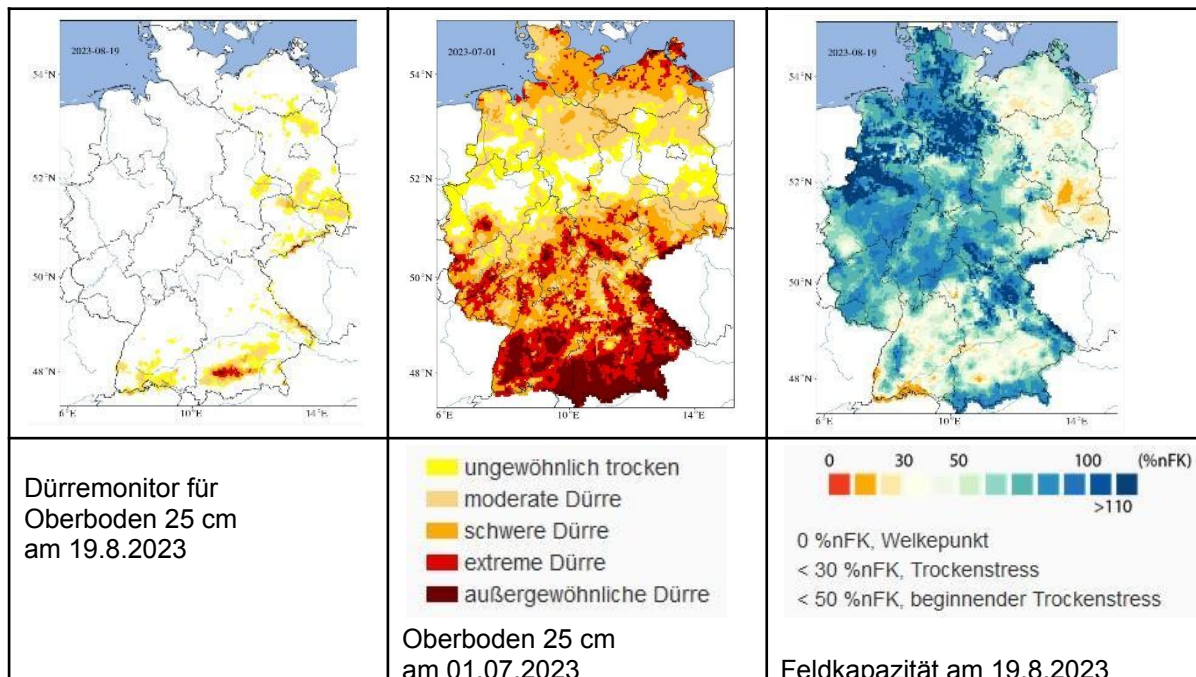 2023-08-19
54°N
52°N
50°N
48°N
6°E
10°E
14°E
2023-07-01
54°N
52°N
50°N
48°N
6°E
10°E
14°E
2023-08-19
54°N
52°N
50°N
48°N
6°E
10°E
14°E
Dürremonitor für
Oberboden 25 cm
am 19.8.2023
ungewöhnlich trocken
moderate Dürre
schwere Dürre
extreme Dürre
außergewöhnliche Dürre
Oberboden 25 cm
am 01.07.2023
0 30 50 100 (%nFK)
>110
0 %nFK, Welkepunkt
< 30 %nFK, Trockenstress
< 50 %nFK, beginnender Trockenstress
Feldkapazität am 19.8.2023